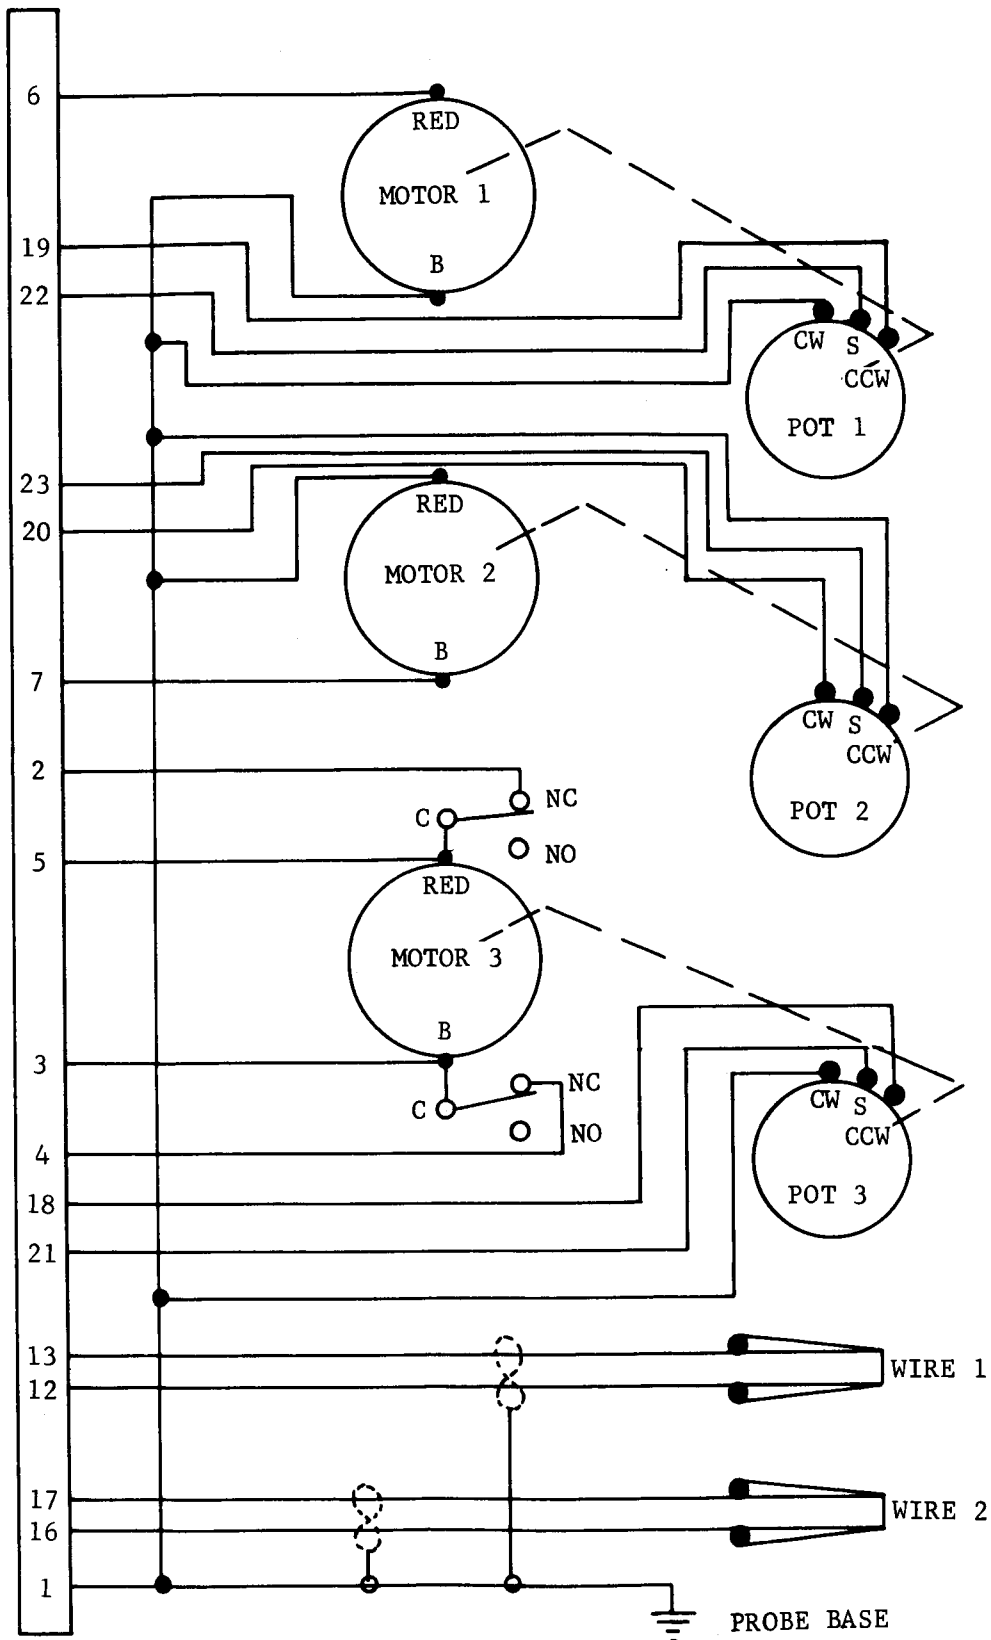 6
RED
MOTOR 1
B
19
22
CW S
CCW
POT 1
23
20
RED
MOTOR 2
B
7
CW S
CCW
POT 2
2
NC
C
NO
5
RED
MOTOR 3
B
3
NC
C
NO
4
CW S
CCW
POT 3
18
21
13
12
WIRE 1
17
16
WIRE 2
1
PROBE BASE